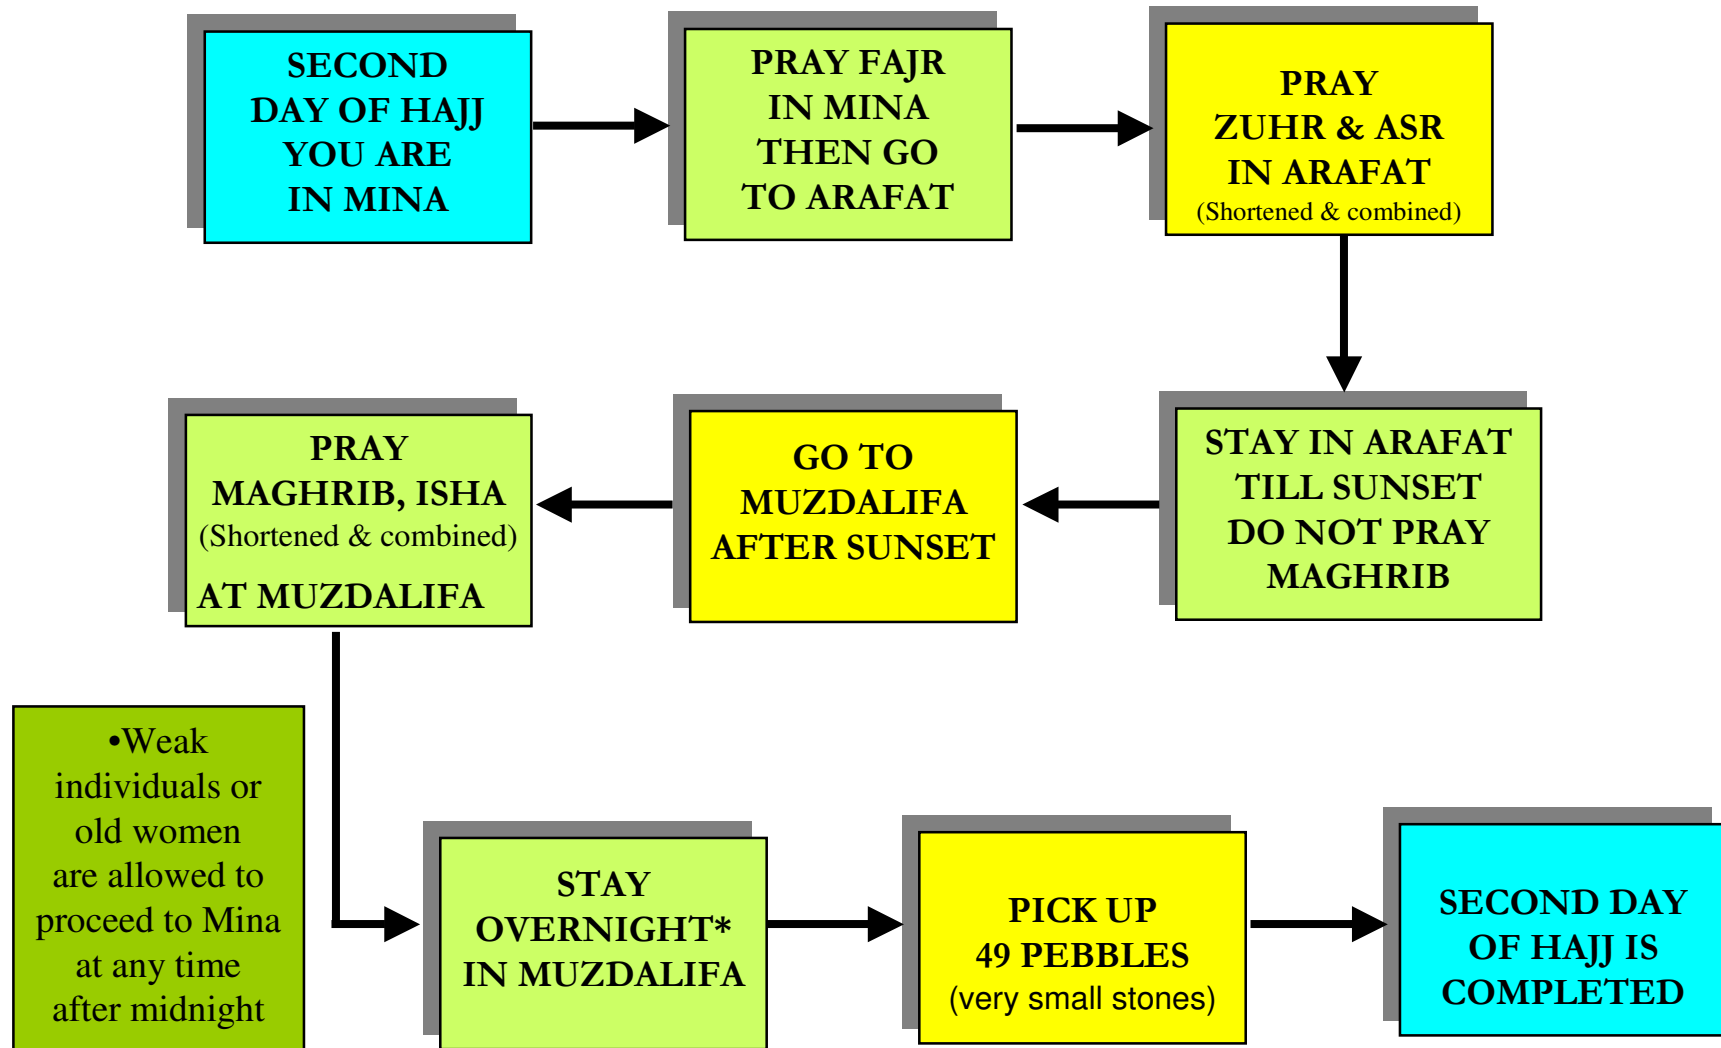 SECOND
DAY OF HAJJ
YOU ARE
IN MINA
PRAY FAJR
IN MINA
THEN GO
TO ARAFAT
PRAY
ZUHR & ASR
IN ARAFAT
(Shortened & combined)
STAY IN ARAFAT
TILL SUNSET
DO NOT PRAY
MAGHRIB
GO TO
MUZDALIFA
AFTER SUNSET
PRAY
MAGHRIB, ISHA
(Shortened & combined)
AT MUZDALIFA
•Weak
individuals or
old women
are allowed to
proceed to Mina
at any time
after midnight
STAY
OVERNIGHT*
IN MUZDALIFA
PICK UP
49 PEBBLES
(very small stones)
SECOND DAY
OF HAJJ IS
COMPLETED